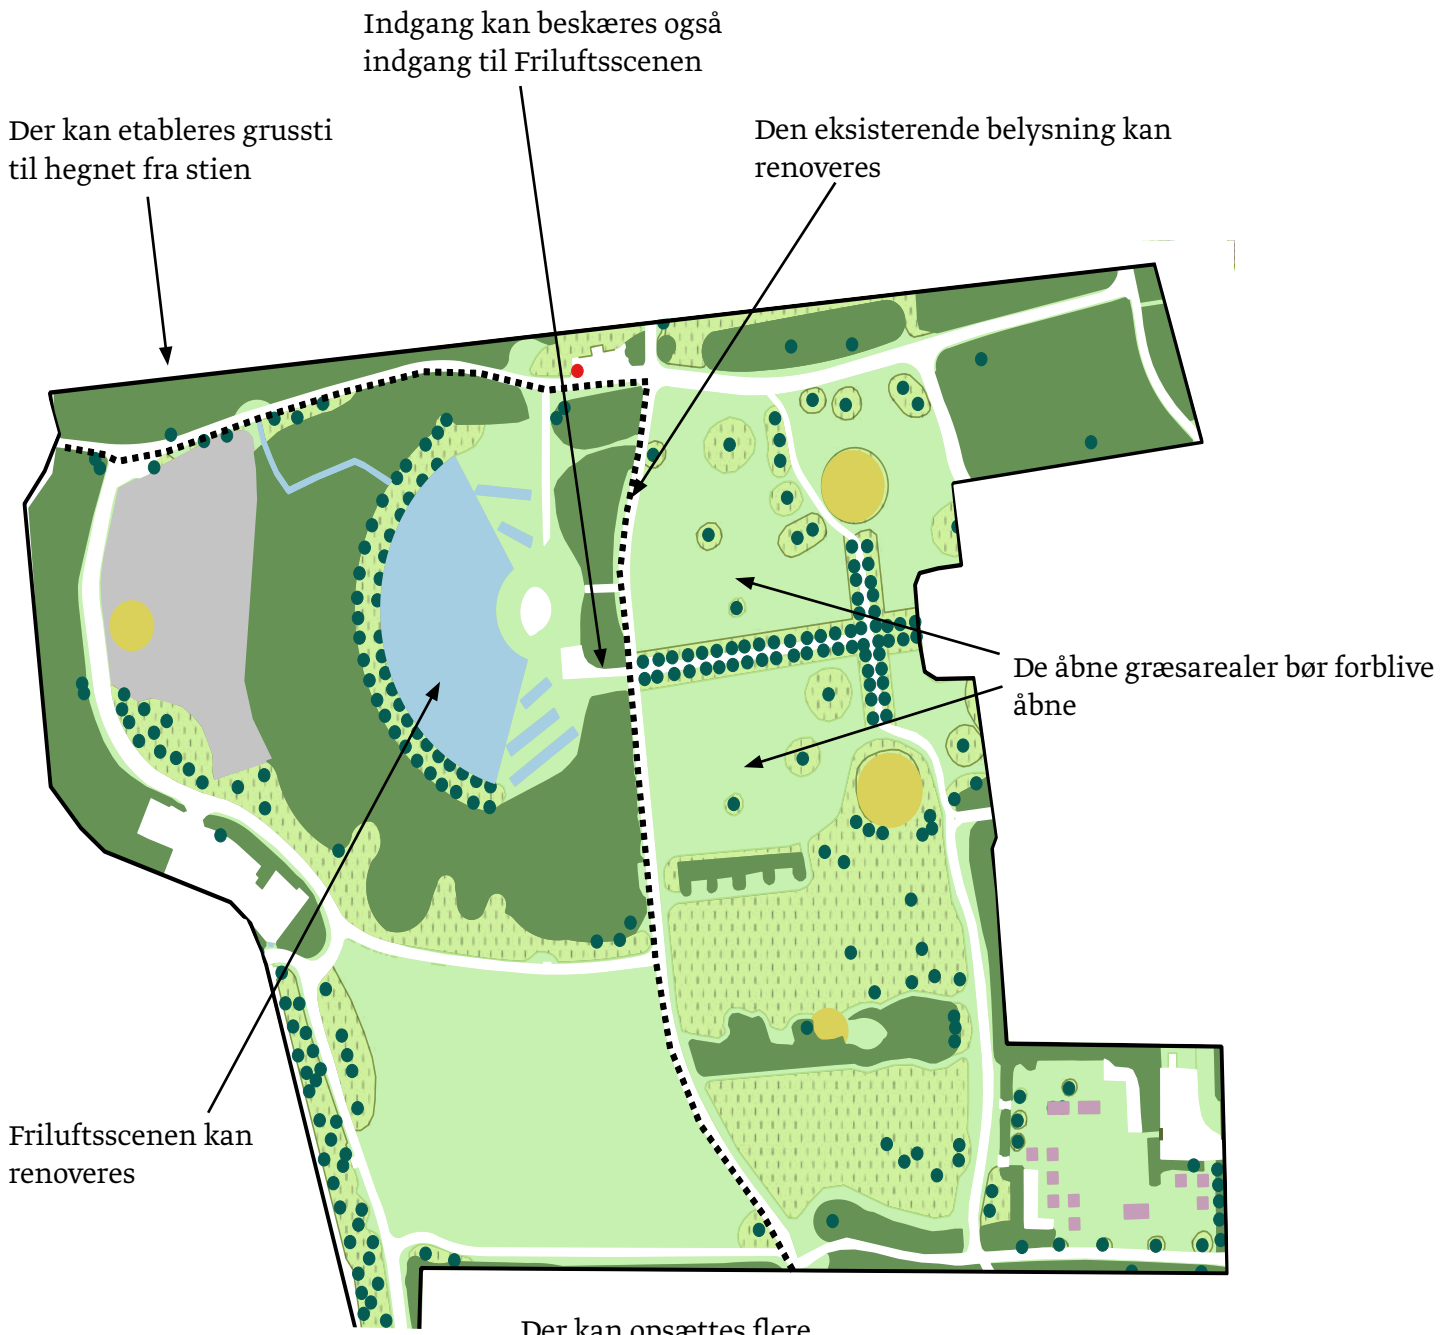 Indgang kan beskæres også
indgang til Friluftsscenen
Der kan etableres grussti
til hegnet fra stien
Den eksisterende belysning kan
renoveres
De åbne græsarealer bør forblive
åbne
Friluftsscenen kan
renoveres
Der kan opsættes flere